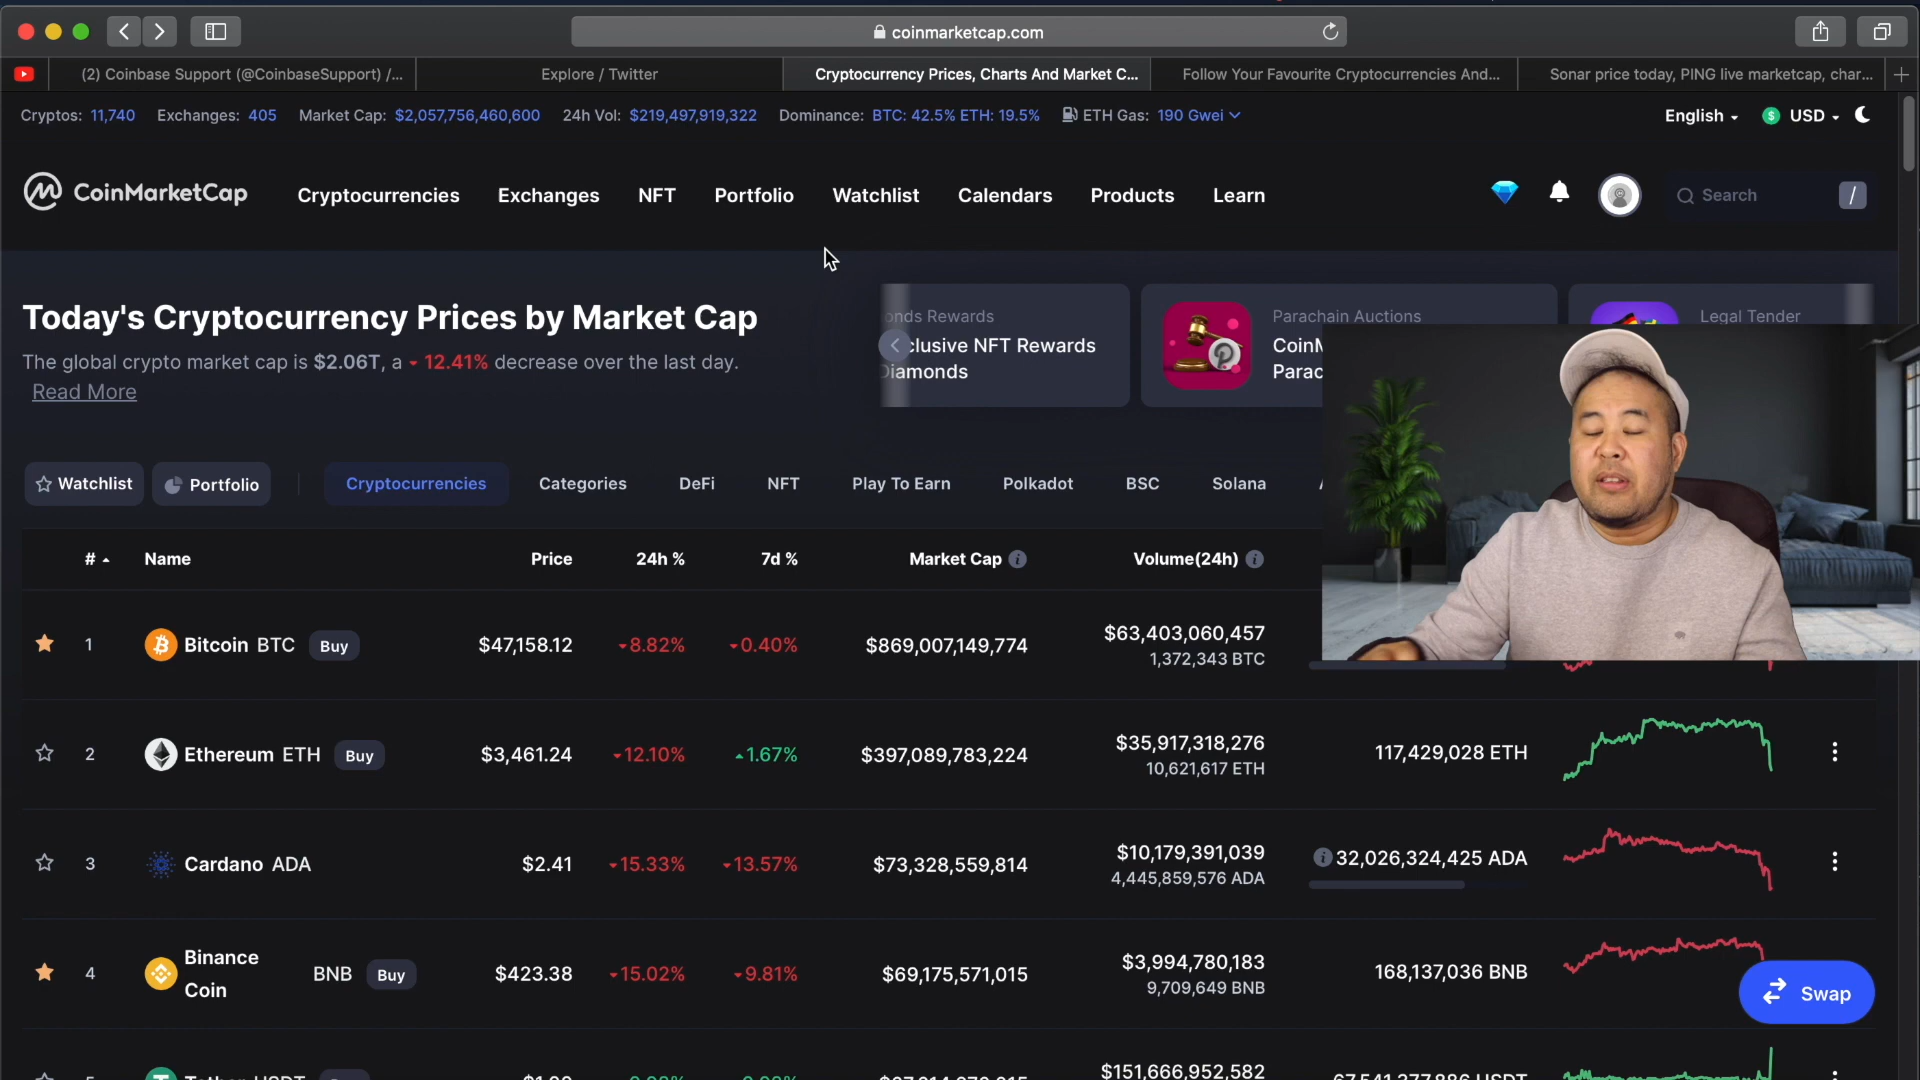 coinmarketcap.com
(2) Coinbase Support (@CoinbaseSupport) /...
Explore / Twitter
Cryptocurrency Prices, Charts And Market C...
Follow Your Favourite Cryptocurrencies And...
Sonar price today, PING live marketcap, char...
Cryptos: 11,740 Exchanges: 405 Market Cap: $2,057,756,460,600 24h Vol: $219,497,919,322 Dominance: BTC: 42.5% ETH: 19.5% ETH Gas: 190 Gwei
English USD
CoinMarketCap
Cryptocurrencies Exchanges NFT Portfolio Watchlist Calendars Products Learn
Search /
Today's Cryptocurrency Prices by Market Cap
The global crypto market cap is $2.06T, a 12.41% decrease over the last day.
Read More
onds Rewards
clusive NFT Rewards
Diamonds
Parachain Auctions
CoinM
Parac
Legal Tender
Watchlist Portfolio Cryptocurrencies Categories DeFi NFT Play To Earn Polkadot BSC Solana
# Name Price 24h % 7d % Market Cap Volume(24h)
1 Bitcoin BTC Buy $47,158.12 8.82% 0.40% $869,007,149,774 $63,403,060,457
1,372,343 BTC
2 Ethereum ETH Buy $3,461.24 12.10% 1.67% $397,089,783,224 $35,917,318,276
10,621,617 ETH
117,429,028 ETH
3 Cardano ADA $2.41 15.33% 13.57% $73,328,559,814 $10,179,391,039
4,445,859,576 ADA
32,026,324,425 ADA
4 Binance
Coin
BNB Buy $423.38 15.02% 9.81% $69,175,571,015 $3,994,780,183
9,709,649 BNB
168,137,036 BNB
Swap
$151,666,952,582